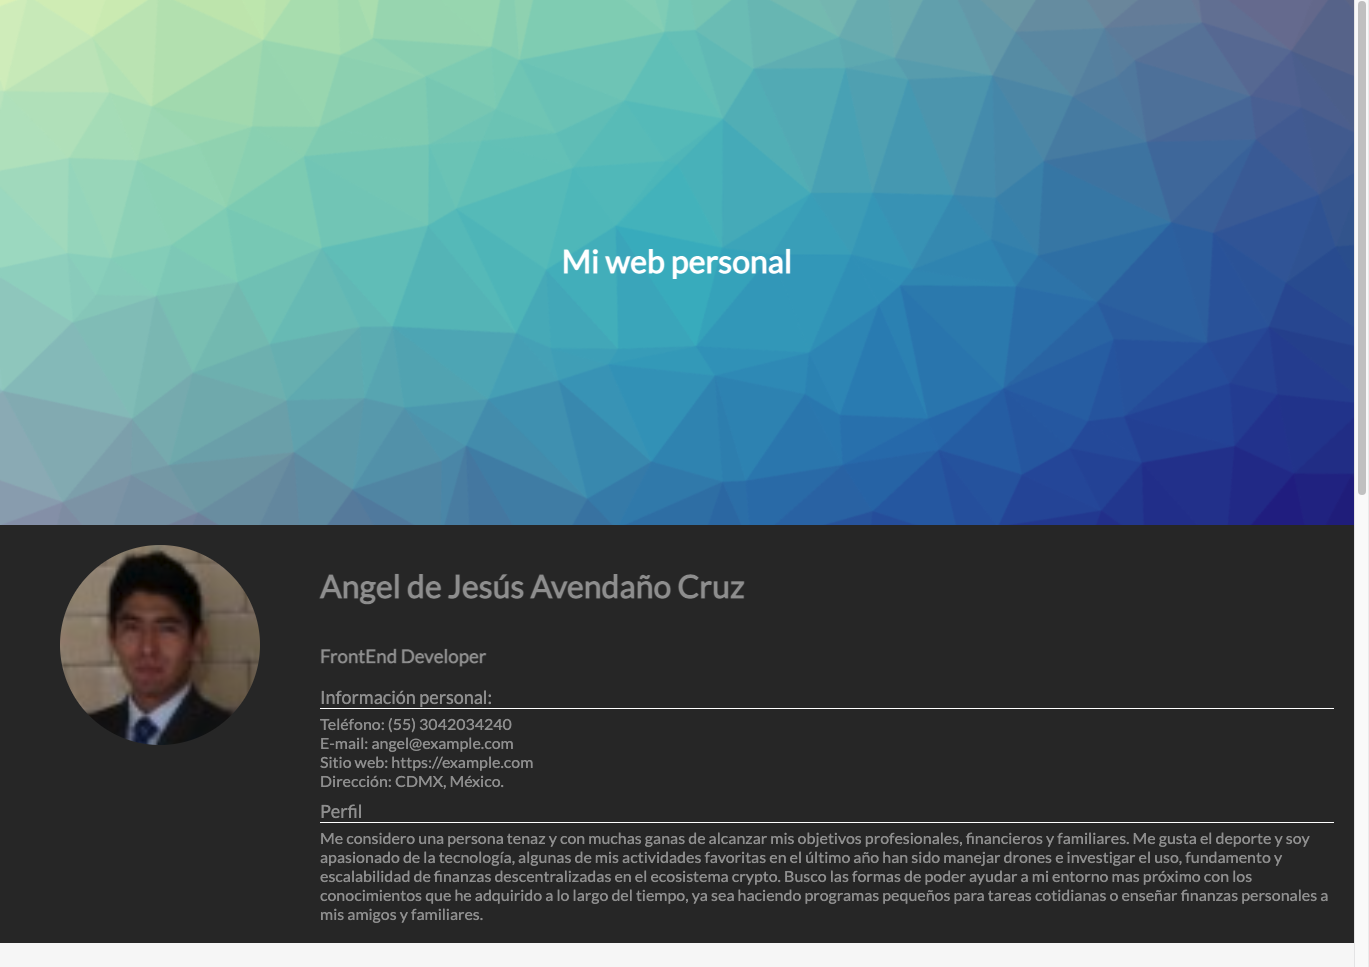 Mi web personal
Angel de Jesús Avendaño Cruz
FrontEnd Developer
Información personal:
Teléfono: (55) 3042034240
E-mail: angel@example.com
Sitio web: https://example.com
Dirección: CDMX, México.
Perfil
Me considero una persona tenaz y con muchas ganas de alcanzar mis objetivos profesionales, financieros y familiares. Me gusta el deporte y soy
apasionado de la tecnología, algunas de mis actividades favoritas en el último año han sido manejar drones e investigar el uso, fundamento y
escalabilidad de finanzas descentralizadas en el ecosistema crypto. Busco las formas de poder ayudar a mi entorno mas próximo con los
conocimientos que he adquirido a lo largo del tiempo, ya sea haciendo programas pequeños para tareas cotidianas o enseñar finanzas personales a
mis amigos y familiares.